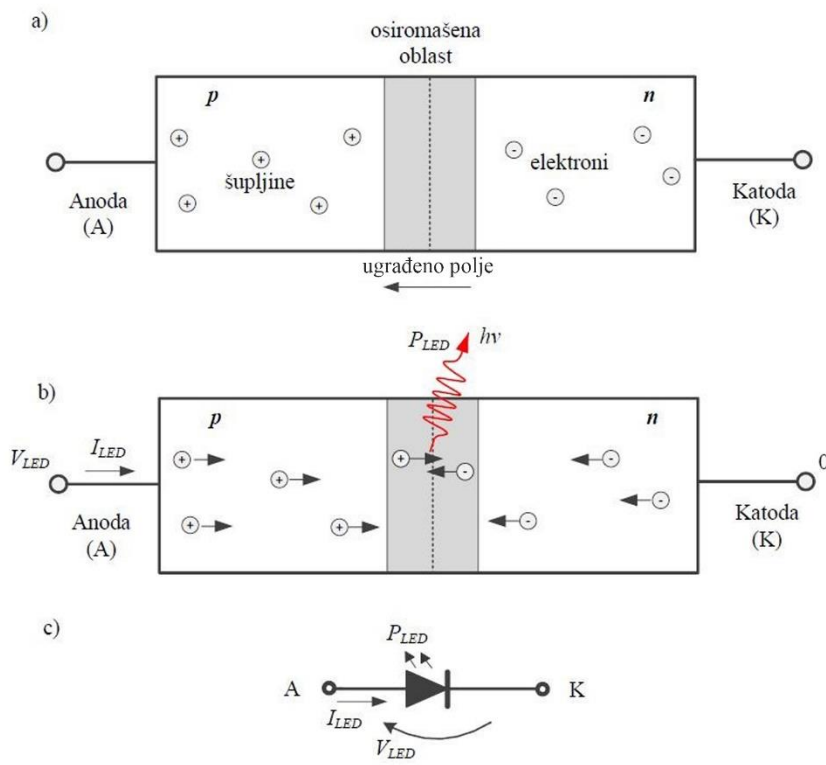 a)
osiromašena
oblast
p
n
+
+
+
+
+
šupljine
-
-
-
-
elektroni
Anoda
(A)
Katoda
(K)
ugrađeno polje
b)
P_LED
hν
p
n
V_LED
I_LED
+
+
+
+
+
-
-
-
-
0
Anoda
(A)
Katoda
(K)
c)
P_LED
A
K
I_LED
V_LED